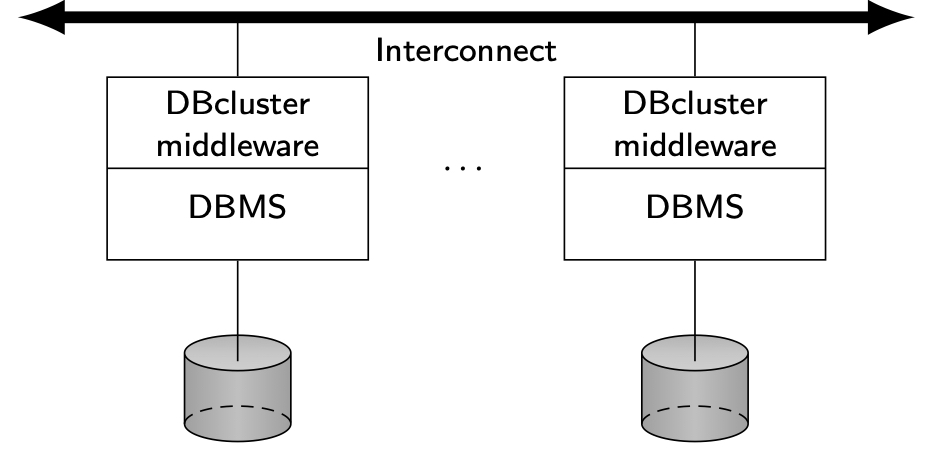 Interconnect
DBcluster
middleware
DBMS
. . .
DBcluster
middleware
DBMS